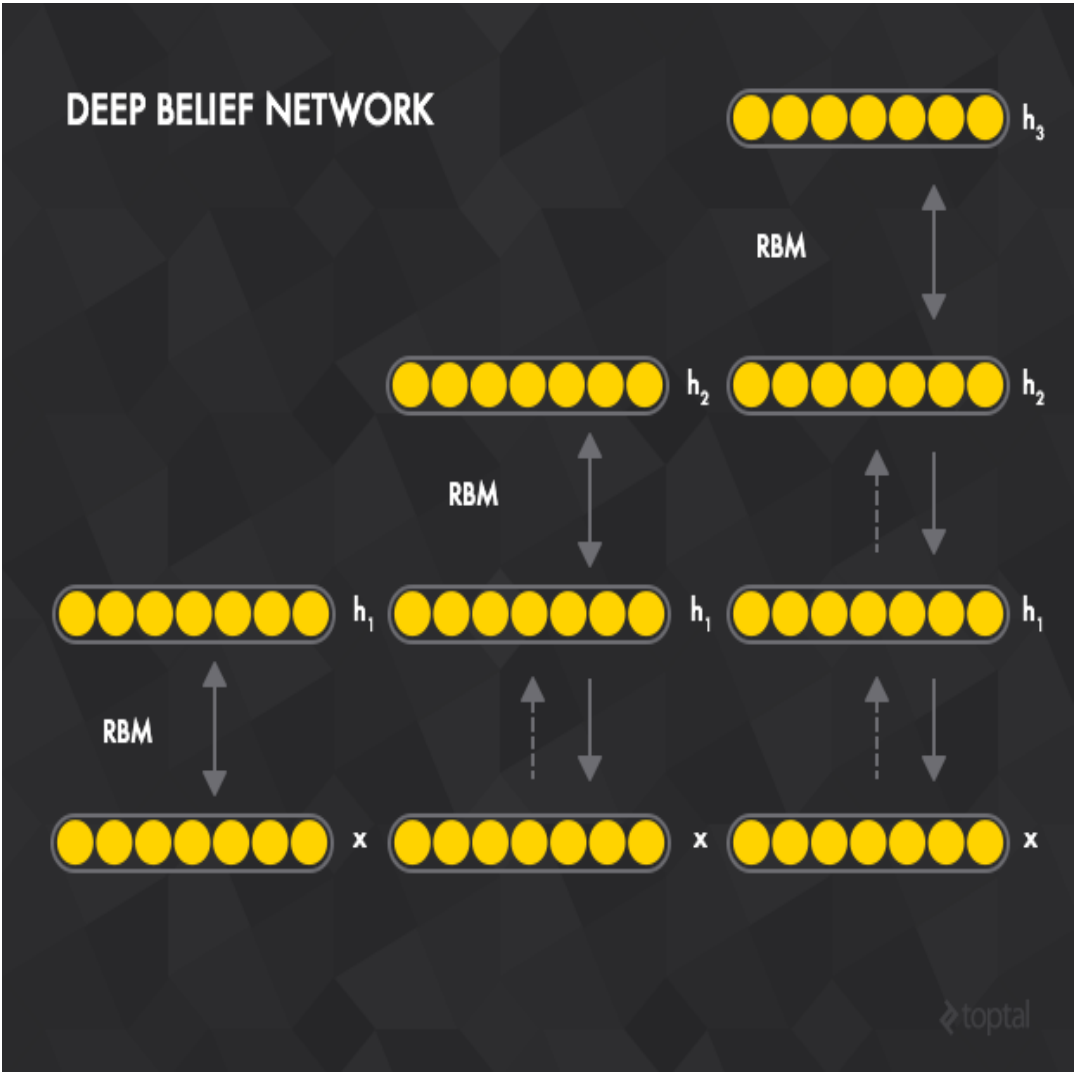 DEEP BELIEF NETWORK
h3
RBM
h2 h2
RBM
h1 h1 h1
RBM
x x x
toptal